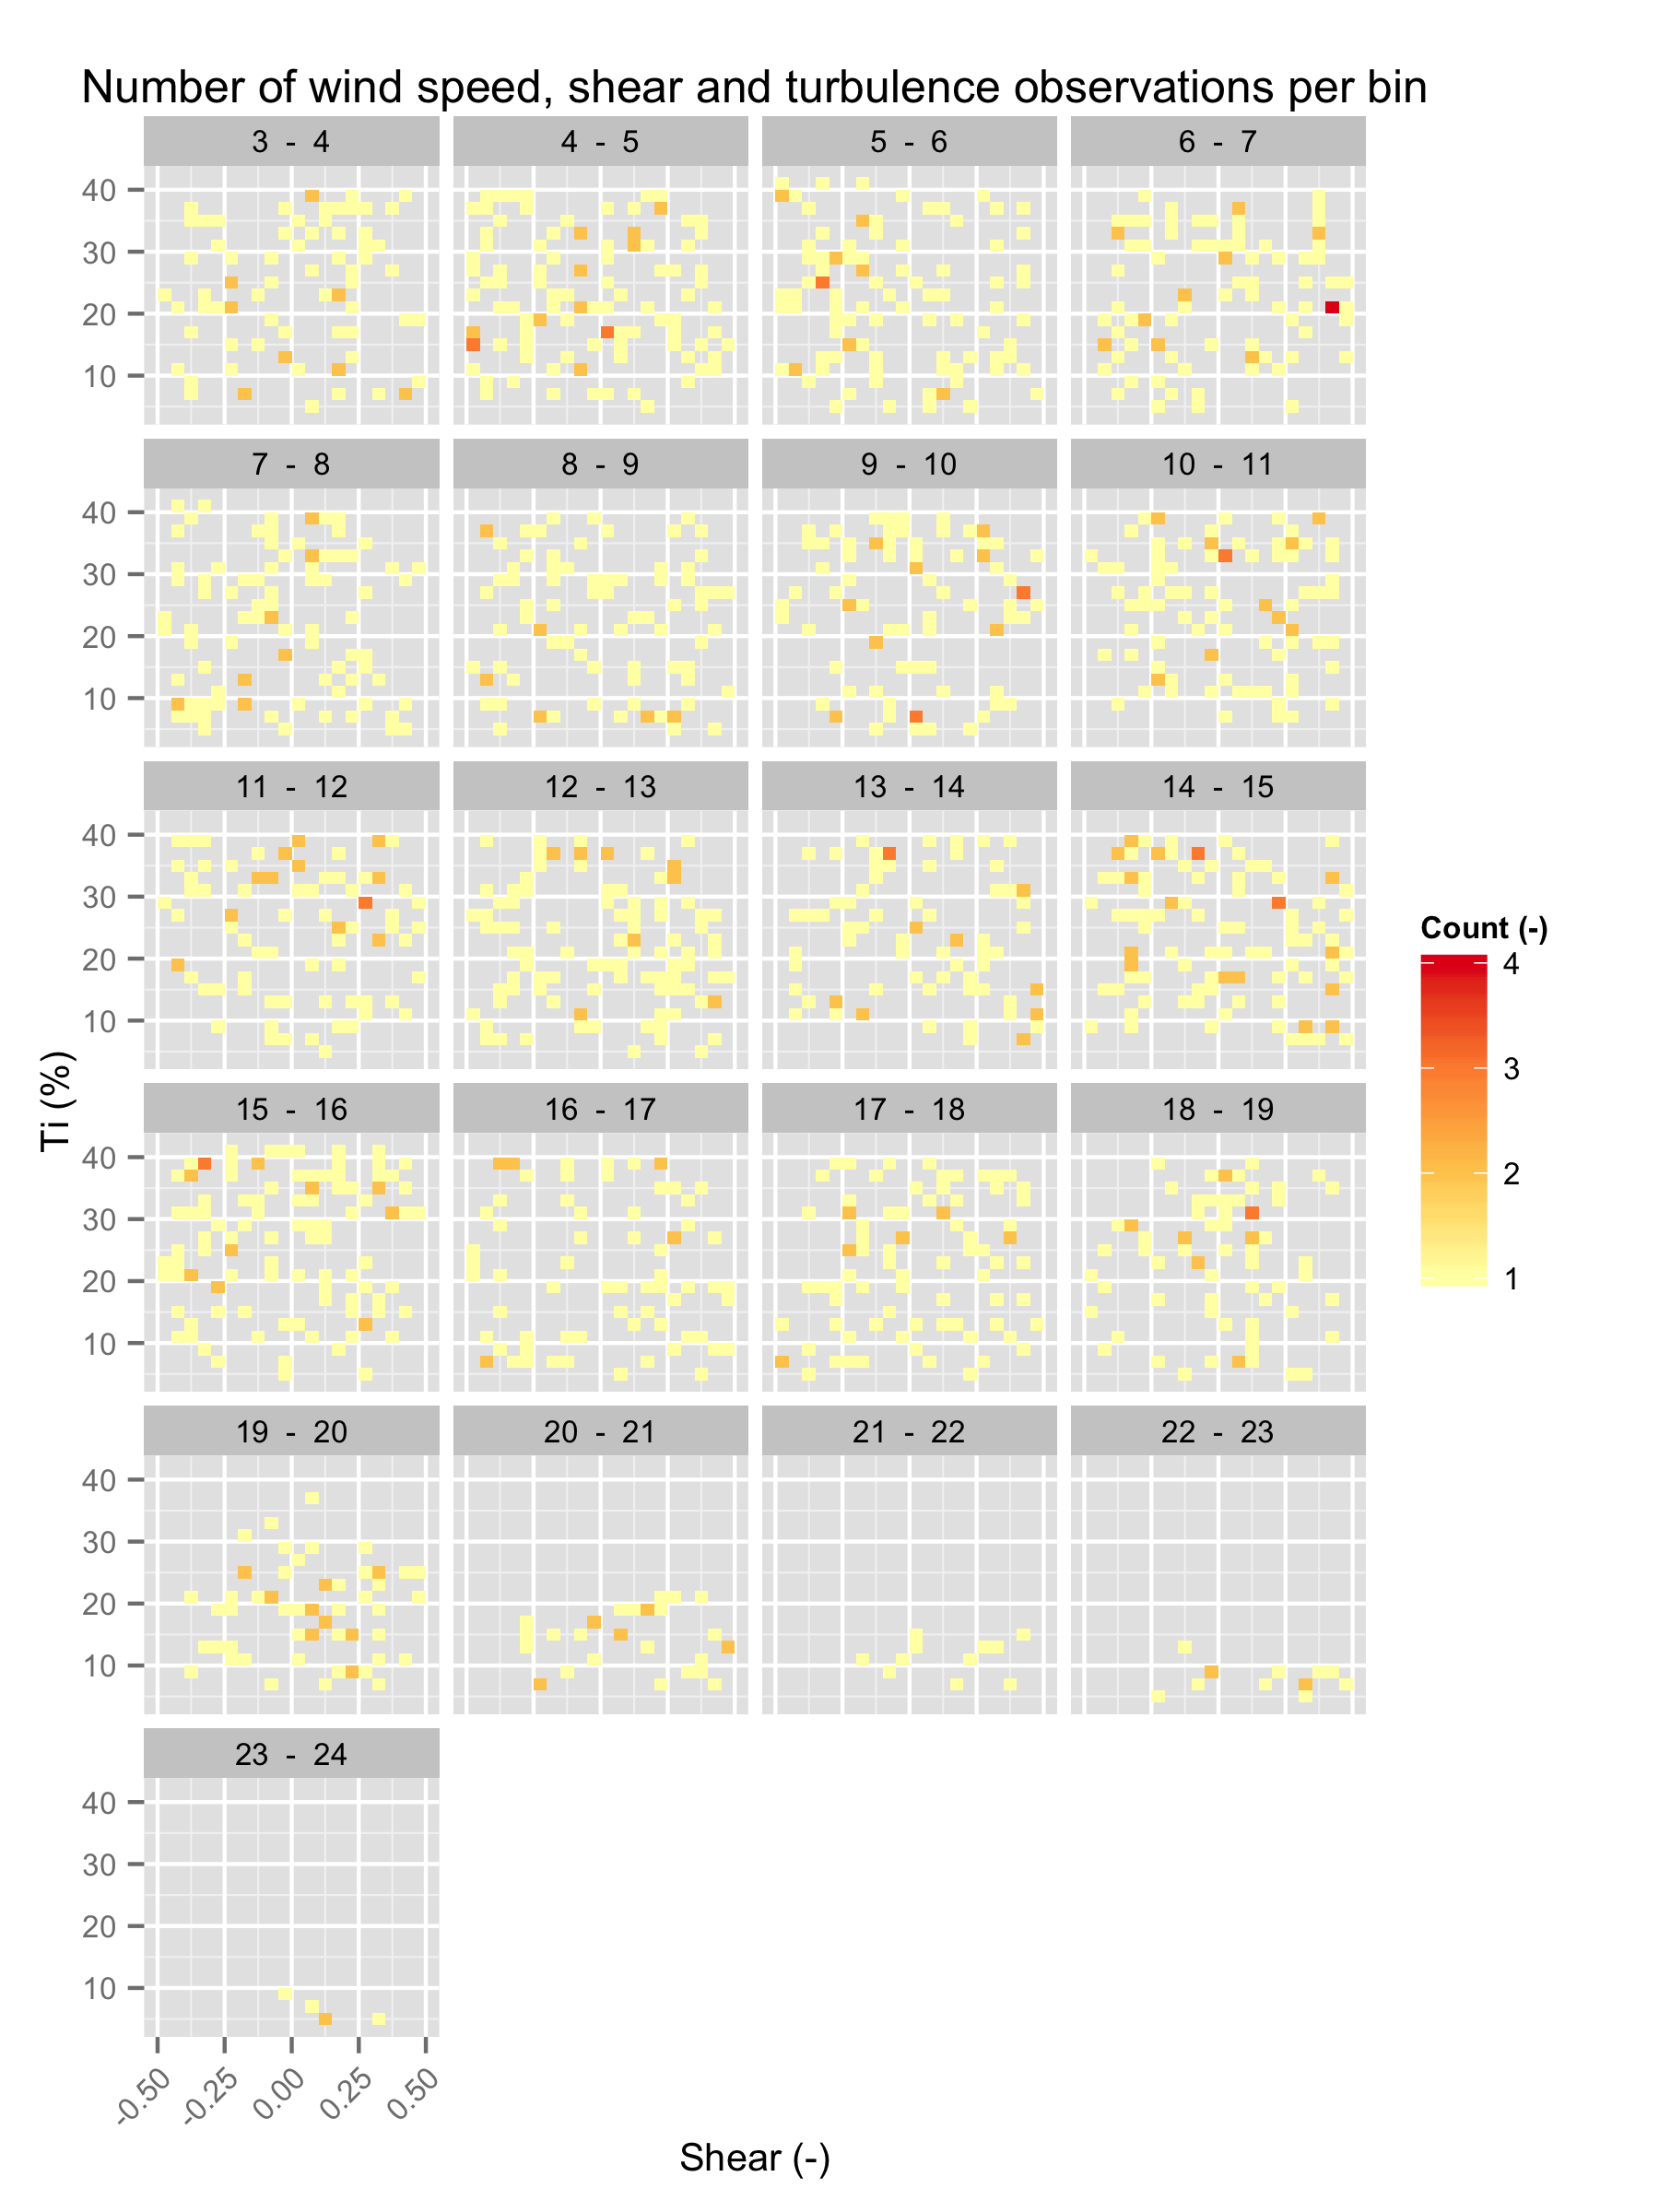 Number of wind speed, shear and turbulence observations per bin
3 - 4
4 - 5
5 - 6
6 - 7
40
30
20
10
7 - 8
8 - 9
9 - 10
10 - 11
40
30
20
10
11 - 12
12 - 13
13 - 14
14 - 15
40
30
20
10
Count (-)
4
3
2
1
Ti (%)
15 - 16
16 - 17
17 - 18
18 - 19
40
30
20
10
19 - 20
20 - 21
21 - 22
22 - 23
40
30
20
10
23 - 24
40
30
20
10
-0.50
-0.25
0.00
0.25
0.50
Shear (-)